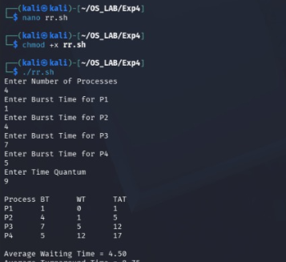 (kali㉿kali)-[~/OS_LAB/Exp4]
$ nano rr.sh
(kali㉿kali)-[~/OS_LAB/Exp4]
$ chmod +x rr.sh
(kali㉿kali)-[~/OS_LAB/Exp4]
$ ./rr.sh
Enter Number of Processes
4
Enter Burst Time for P1
1
Enter Burst Time for P2
4
Enter Burst Time for P3
7
Enter Burst Time for P4
5
Enter Time Quantum
9
Process BT WT TAT
P1 1 0 1
P2 4 1 5
P3 7 5 12
P4 5 12 17
Average Waiting Time = 4.50